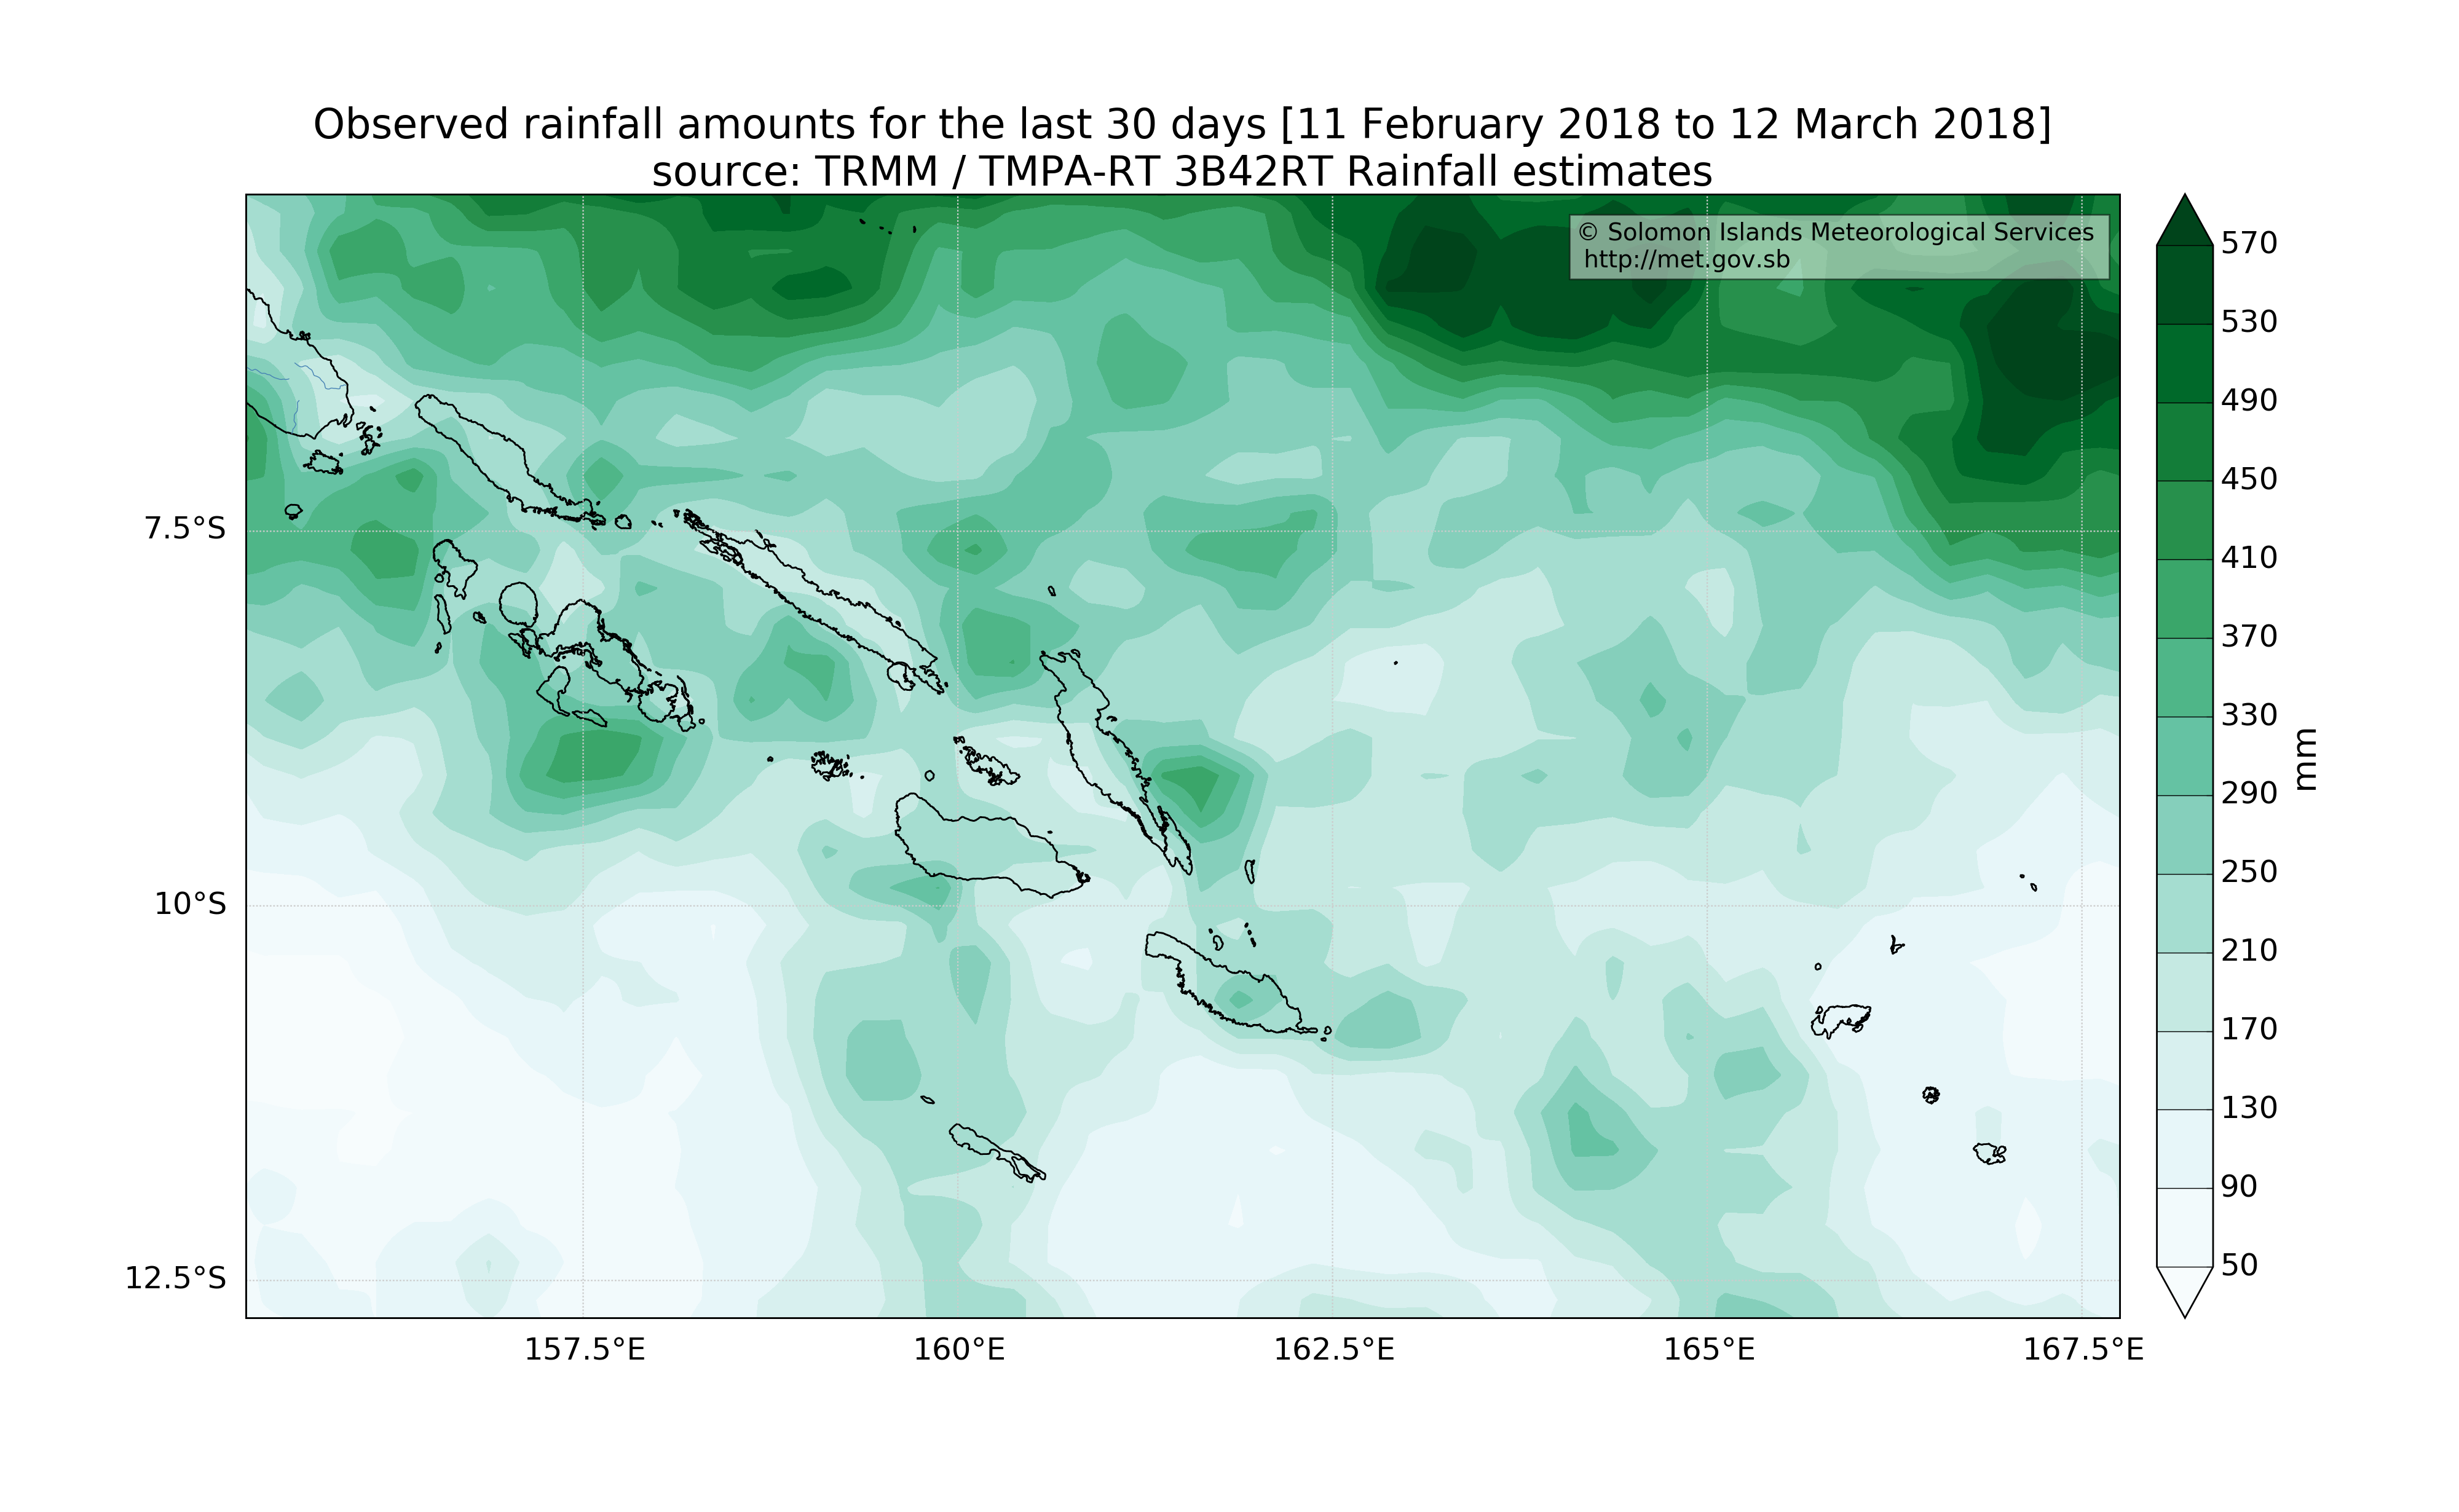 Observed rainfall amounts for the last 30 days [11 February 2018 to 12 March 2018]
source: TRMM / TMPA-RT 3B42RT Rainfall estimates
© Solomon Islands Meteorological Services
http://met.gov.sb
7.5°S
10°S
12.5°S
157.5°E
160°E
162.5°E
165°E
167.5°E
570
530
490
450
410
370
330
290
250
210
170
130
90
50
mm